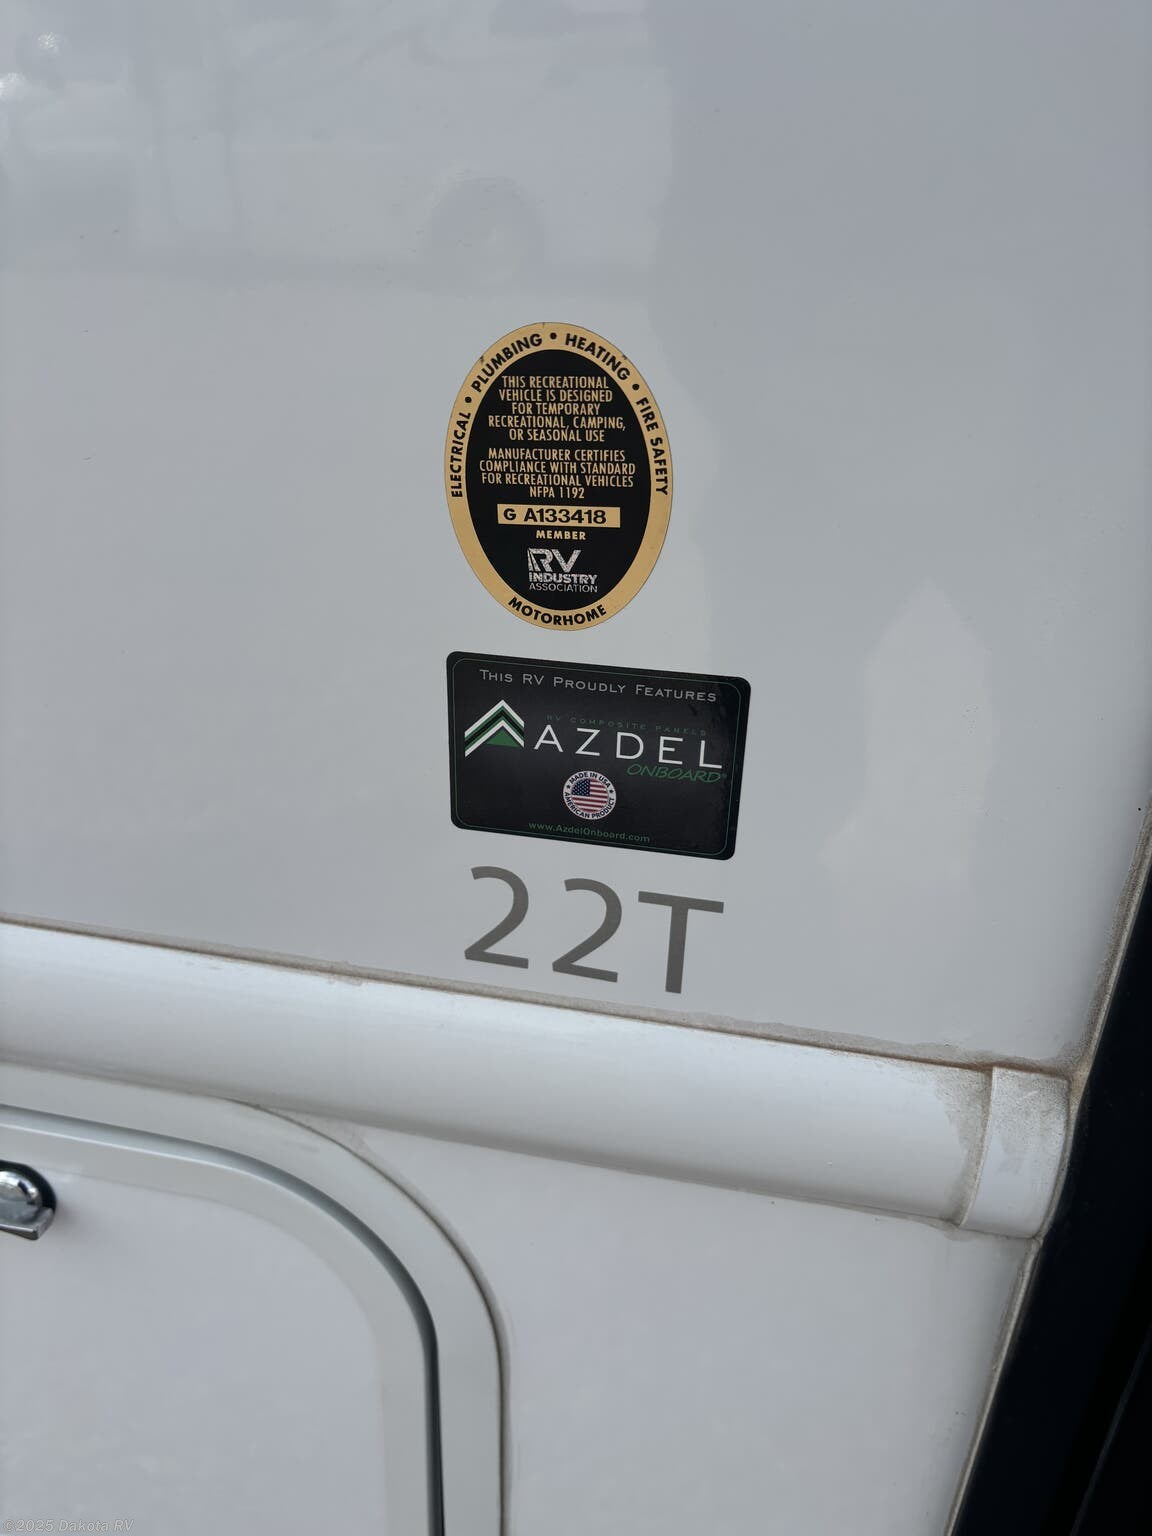 ELECTRICAL • PLUMBING • HEATING • FIRE SAFETY
THIS RECREATIONAL
VEHICLE IS DESIGNED
FOR TEMPORARY
RECREATIONAL, CAMPING,
OR SEASONAL USE
MANUFACTURER CERTIFIES
COMPLIANCE WITH STANDARD
FOR RECREATIONAL VEHICLES
NFPA 1192
G A133418
MEMBER
RV
INDUSTRY
ASSOCIATION
MOTORHOME
THIS RV PROUDLY FEATURES
RV COMPOSITE PANELS
AZDEL
ONBOARD®
MADE IN USA
AMERICAN PRODUCT
www.AzdelOnboard.com
22T
©2025 Dakota RV